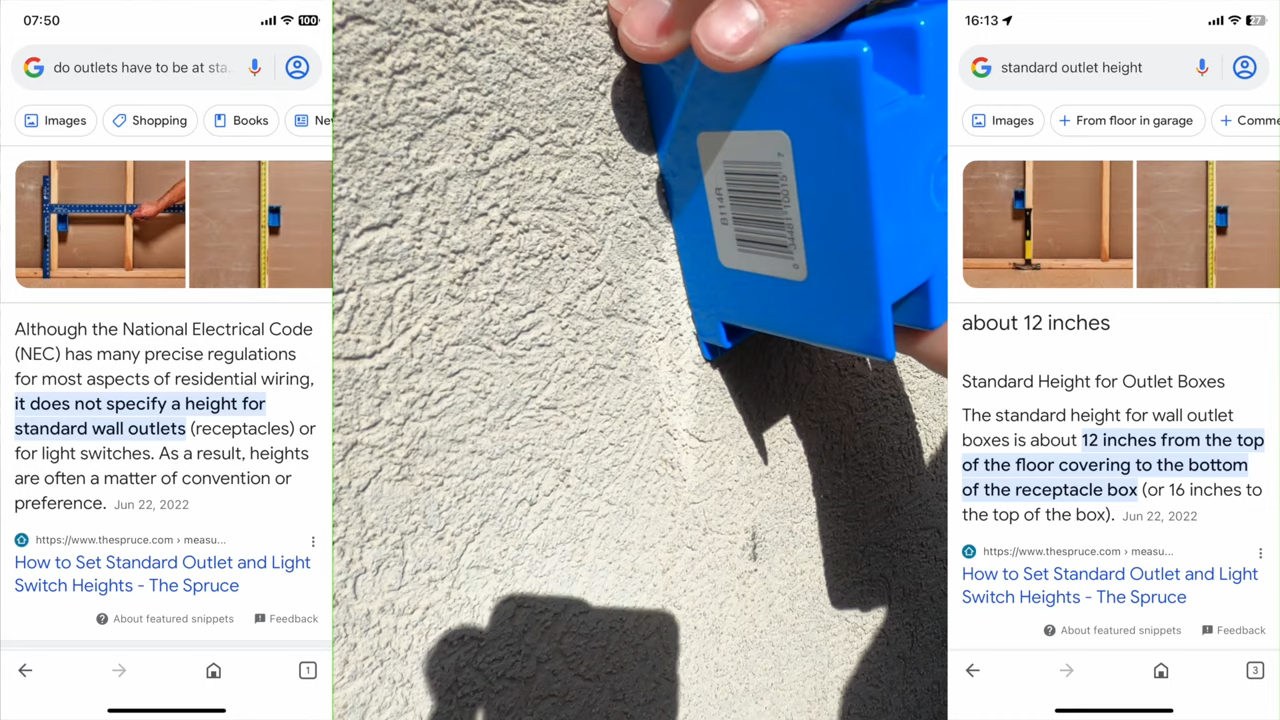 07:50
100
do outlets have to be at sta.
Images
Shopping
Books
Ne
Although the National Electrical Code
(NEC) has many precise regulations
for most aspects of residential wiring,
it does not specify a height for
standard wall outlets (receptacles) or
for light switches. As a result, heights
are often a matter of convention or
preference. Jun 22, 2022
https://www.thespruce.com › measu...
How to Set Standard Outlet and Light
Switch Heights - The Spruce
About featured snippets
Feedback
1
B114R
0 34481 10015 7
16:13
27
standard outlet height
Images
+ From floor in garage
+ Comme
about 12 inches
Standard Height for Outlet Boxes
The standard height for wall outlet
boxes is about 12 inches from the top
of the floor covering to the bottom
of the receptacle box (or 16 inches to
the top of the box). Jun 22, 2022
https://www.thespruce.com › measu...
How to Set Standard Outlet and Light
Switch Heights - The Spruce
About featured snippets
Feedback
3